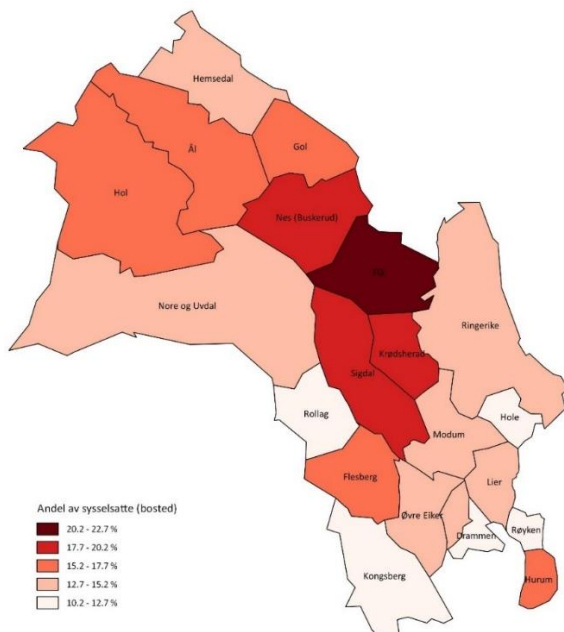 Hemsedal
Gol
Ål
Hol
Nes (Buskerud)
Nore og Uvdal
Ringerike
Krødsherad
Sigdal
Rollag
Hole
Modum
Flesberg
Lier
Øvre Eiker
Drammen
Røyken
Kongsberg
Hurum
Andel av sysselsatte (bosted)
20.2 - 22.7 %
17.7 - 20.2 %
15.2 - 17.7 %
12.7 - 15.2 %
10.2 - 12.7 %